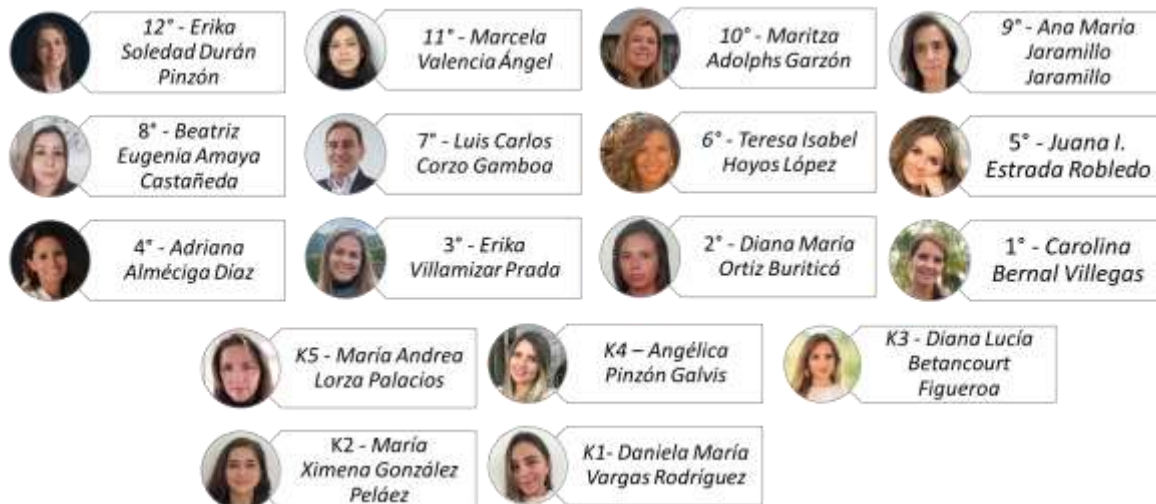 12° - Erika
Soledad Durán
Pinzón
11° - Marcela
Valencia Ángel
10° - Maritza
Adolphs Garzón
9° - Ana María
Jaramillo
Jaramillo
8° - Beatriz
Eugenia Amaya
Castañeda
7° - Luis Carlos
Corzo Gamboa
6° - Teresa Isabel
Hoyos López
5° - Juana I.
Estrada Robledo
4° - Adriana
Alméciga Díaz
3° - Erika
Villamizar Prada
2° - Diana María
Ortiz Buriticá
1° - Carolina
Bernal Villegas
K5 - María Andrea
Lorza Palacios
K4 – Angélica
Pinzón Galvis
K3 - Diana Lucía
Betancourt
Figueroa
K2 - María
Ximena González
Peláez
K1- Daniela María
Vargas Rodríguez